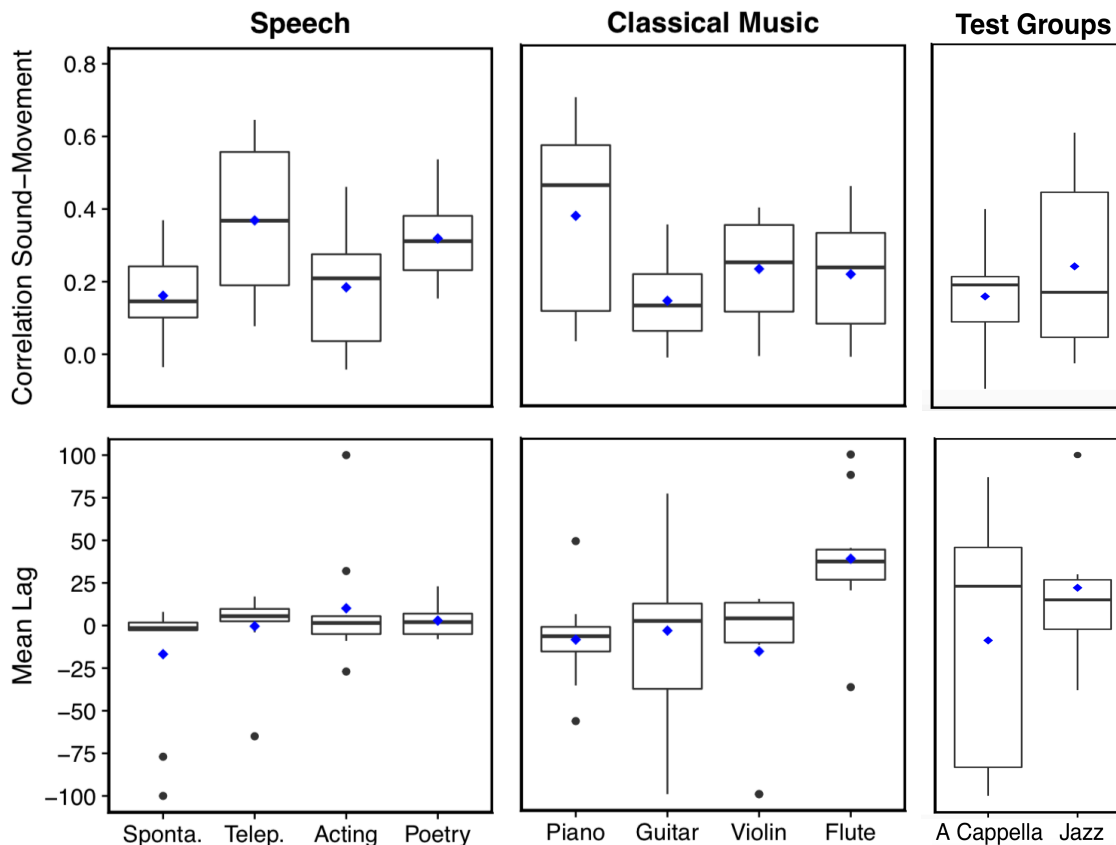 Speech
Classical Music
Test Groups
Correlation Sound−Movement
0.8
0.6
0.4
0.2
0.0
Mean Lag
100
75
50
25
0
−25
−50
−75
−100
Sponta. Telep. Acting Poetry
Piano Guitar Violin Flute
A Cappella Jazz